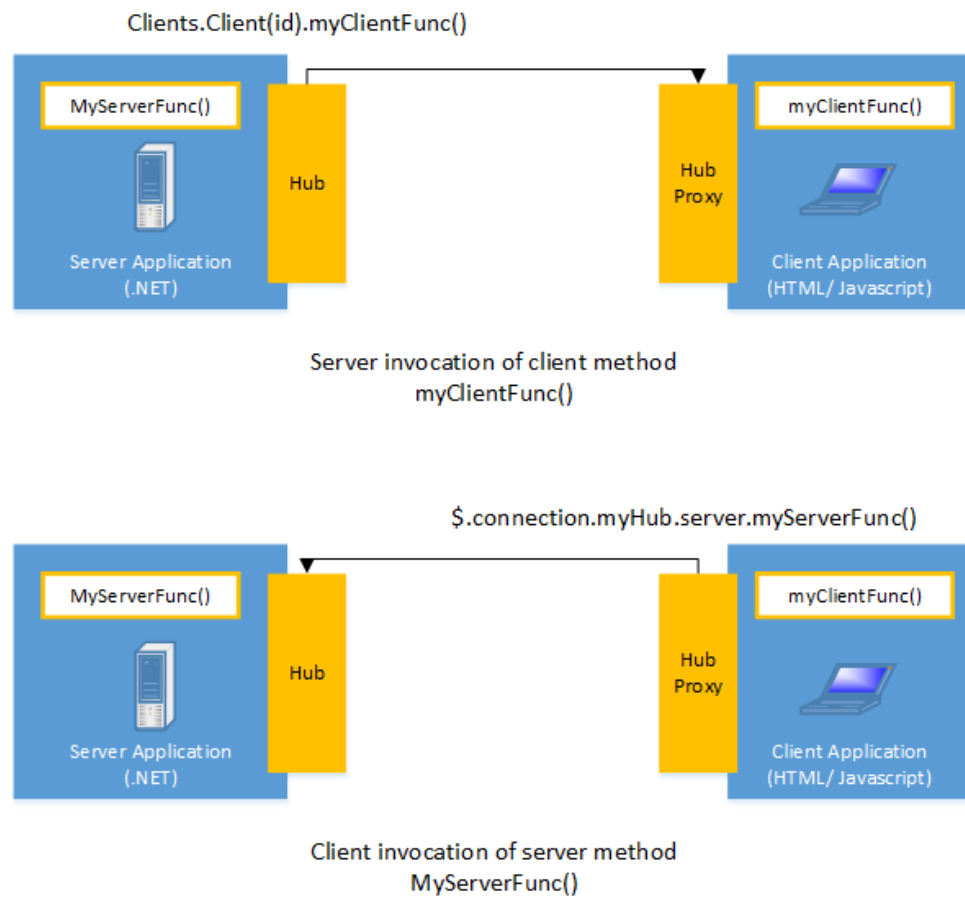 Clients.Client(id).myClientFunc()
MyServerFunc()
Hub
Server Application
(.NET)
Hub
Proxy
myClientFunc()
Client Application
(HTML/ Javascript)
Server invocation of client method
myClientFunc()
$.connection.myHub.server.myServerFunc()
MyServerFunc()
Hub
Server Application
(.NET)
Hub
Proxy
myClientFunc()
Client Application
(HTML/ Javascript)
Client invocation of server method
MyServerFunc()